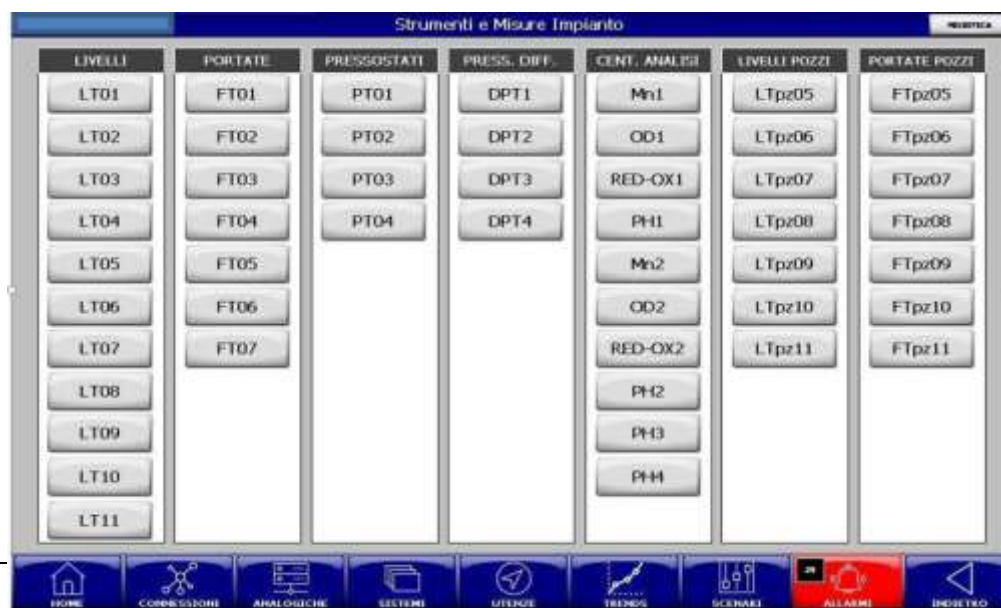 Strumenti e Misure Impianto
LIVELLI PORTATE PRESSOSTATI PRESS. DIFF. CENT. ANALISI LIVELLI POZZI PORTATE POZZI
LT01 FT01 PT01 DPT1 Mn1 LTpz05 FTpz05
LT02 FT02 PT02 DPT2 OD1 LTpz06 FTpz06
LT03 FT03 PT03 DPT3 RED-OX1 LTpz07 FTpz07
LT04 FT04 PT04 DPT4 PH1 LTpz08 FTpz08
LT05 FT05 Mn2 LTpz09 FTpz09
LT06 FT06 OD2 LTpz10 FTpz10
LT07 FT07 RED-OX2 LTpz11 FTpz11
LT08 PH2
LT09 PH3
LT10 PH4
LT11
HOME CONNESSIONI ANALOGICHE SISTEMI UTENZE TRENDS SCENARI ALLARMI INDIETRO